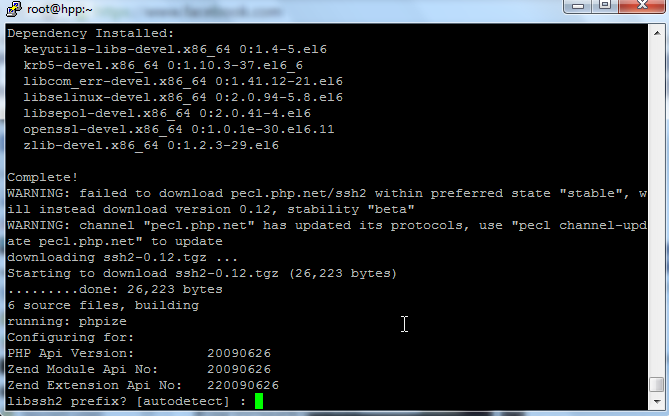 root@hpp:~
Dependency Installed:
  keyutils-libs-devel.x86_64 0:1.4-5.el6
  krb5-devel.x86_64 0:1.10.3-37.el6_6
  libcom_err-devel.x86_64 0:1.41.12-21.el6
  libselinux-devel.x86_64 0:2.0.94-5.8.el6
  libsepol-devel.x86_64 0:2.0.41-4.el6
  openssl-devel.x86_64 0:1.0.1e-30.el6.11
  zlib-devel.x86_64 0:1.2.3-29.el6
Complete!
WARNING: failed to download pecl.php.net/ssh2 within preferred state "stable", w
ill instead download version 0.12, stability "beta"
WARNING: channel "pecl.php.net" has updated its protocols, use "pecl channel-upd
ate pecl.php.net" to update
downloading ssh2-0.12.tgz ...
Starting to download ssh2-0.12.tgz (26,223 bytes)
.........done: 26,223 bytes
6 source files, building
running: phpize
Configuring for:
PHP Api Version:         20090626
Zend Module Api No:      20090626
Zend Extension Api No:   220090626
libssh2 prefix? [autodetect] :